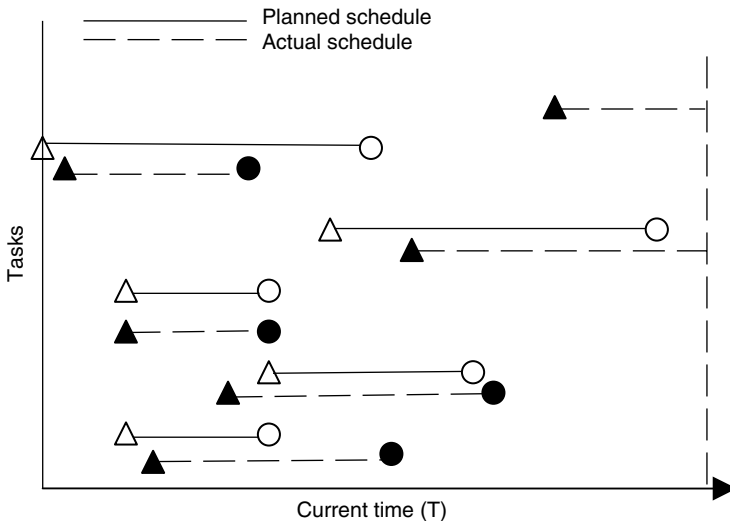 Planned schedule
Actual schedule
Tasks
Current time (T)